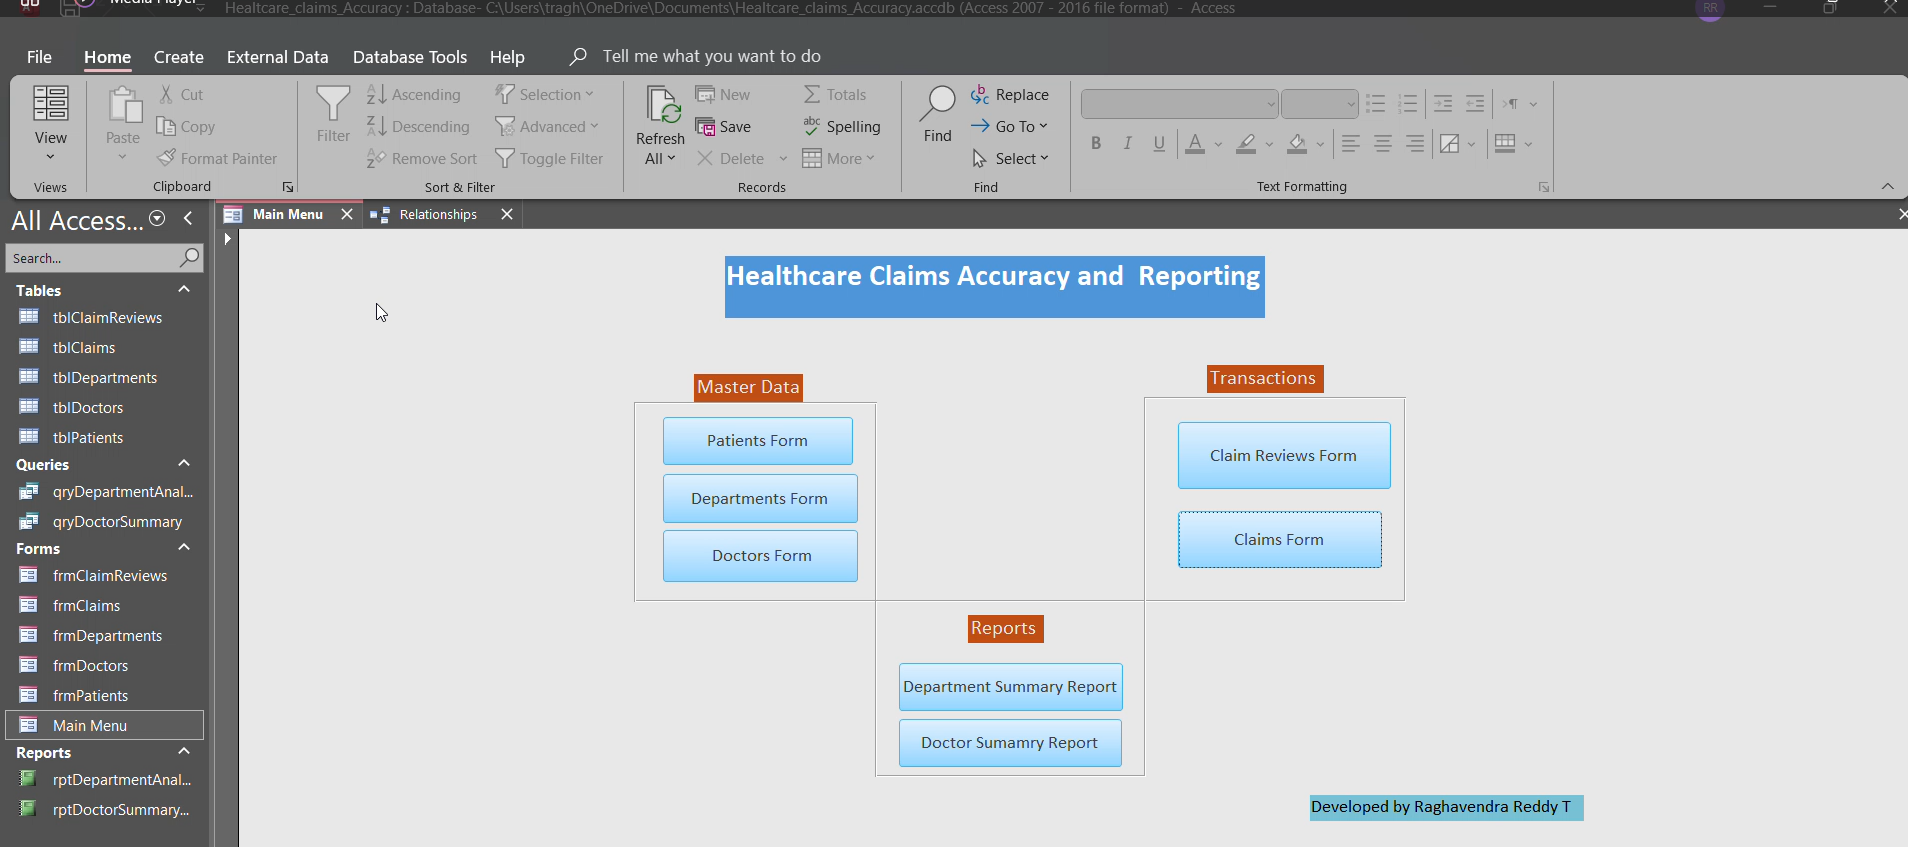 Media Player
Healtcare_claims_Accuracy : Database- C:\Users\tragh\OneDrive\Documents\Healtcare_claims_Accuracy.accdb (Access 2007 - 2016 file format) - Access
RR
File Home Create External Data Database Tools Help Tell me what you want to do
View
Views
Paste
Cut
Copy
Format Painter
Clipboard
Filter
Ascending
Descending
Remove Sort
Selection
Advanced
Toggle Filter
Sort & Filter
Refresh
All
New
Save
Delete
Totals
Spelling
More
Records
Find
Replace
Go To
Select
Find
B I U A
Text Formatting
All Access...
Search...
Main Menu
Relationships
Tables
tblClaimReviews
tblClaims
tblDepartments
tblDoctors
tblPatients
Queries
qryDepartmentAnal...
qryDoctorSummary
Forms
frmClaimReviews
frmClaims
frmDepartments
frmDoctors
frmPatients
Main Menu
Reports
rptDepartmentAnal...
rptDoctorSummary...
Healthcare Claims Accuracy and  Reporting
Master Data
Patients Form
Departments Form
Doctors Form
Transactions
Claim Reviews Form
Claims Form
Reports
Department Summary Report
Doctor Sumamry Report
Developed by Raghavendra Reddy T